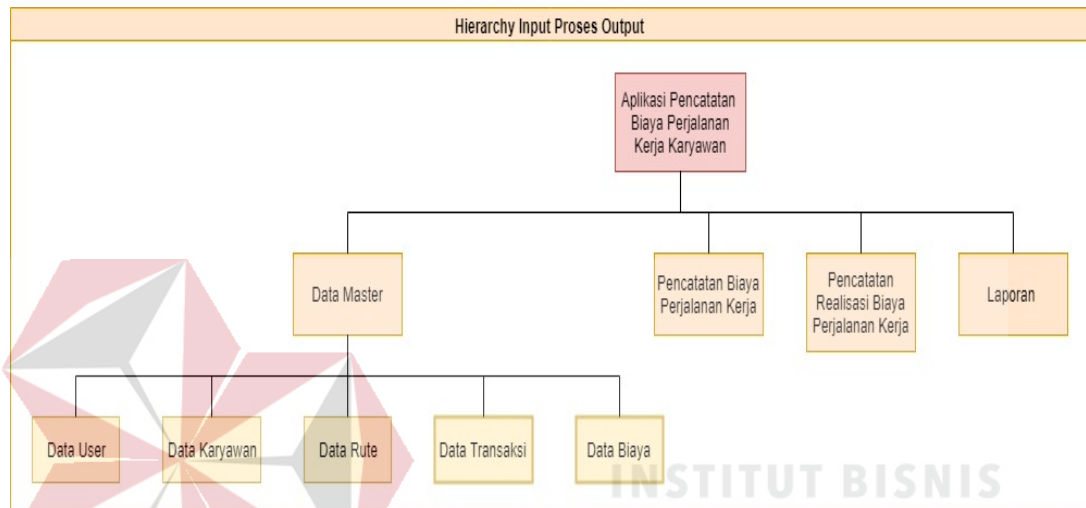 Hierarchy Input Proses Output
Aplikasi Pencatatan
Biaya Perjalanan
Kerja Karyawan
Data Master
Pencatatan Biaya
Perjalanan Kerja
Pencatatan
Realisasi Biaya
Perjalanan Kerja
Laporan
Data User
Data Karyawan
Data Rute
Data Transaksi
Data Biaya
INSTITUT BISNIS